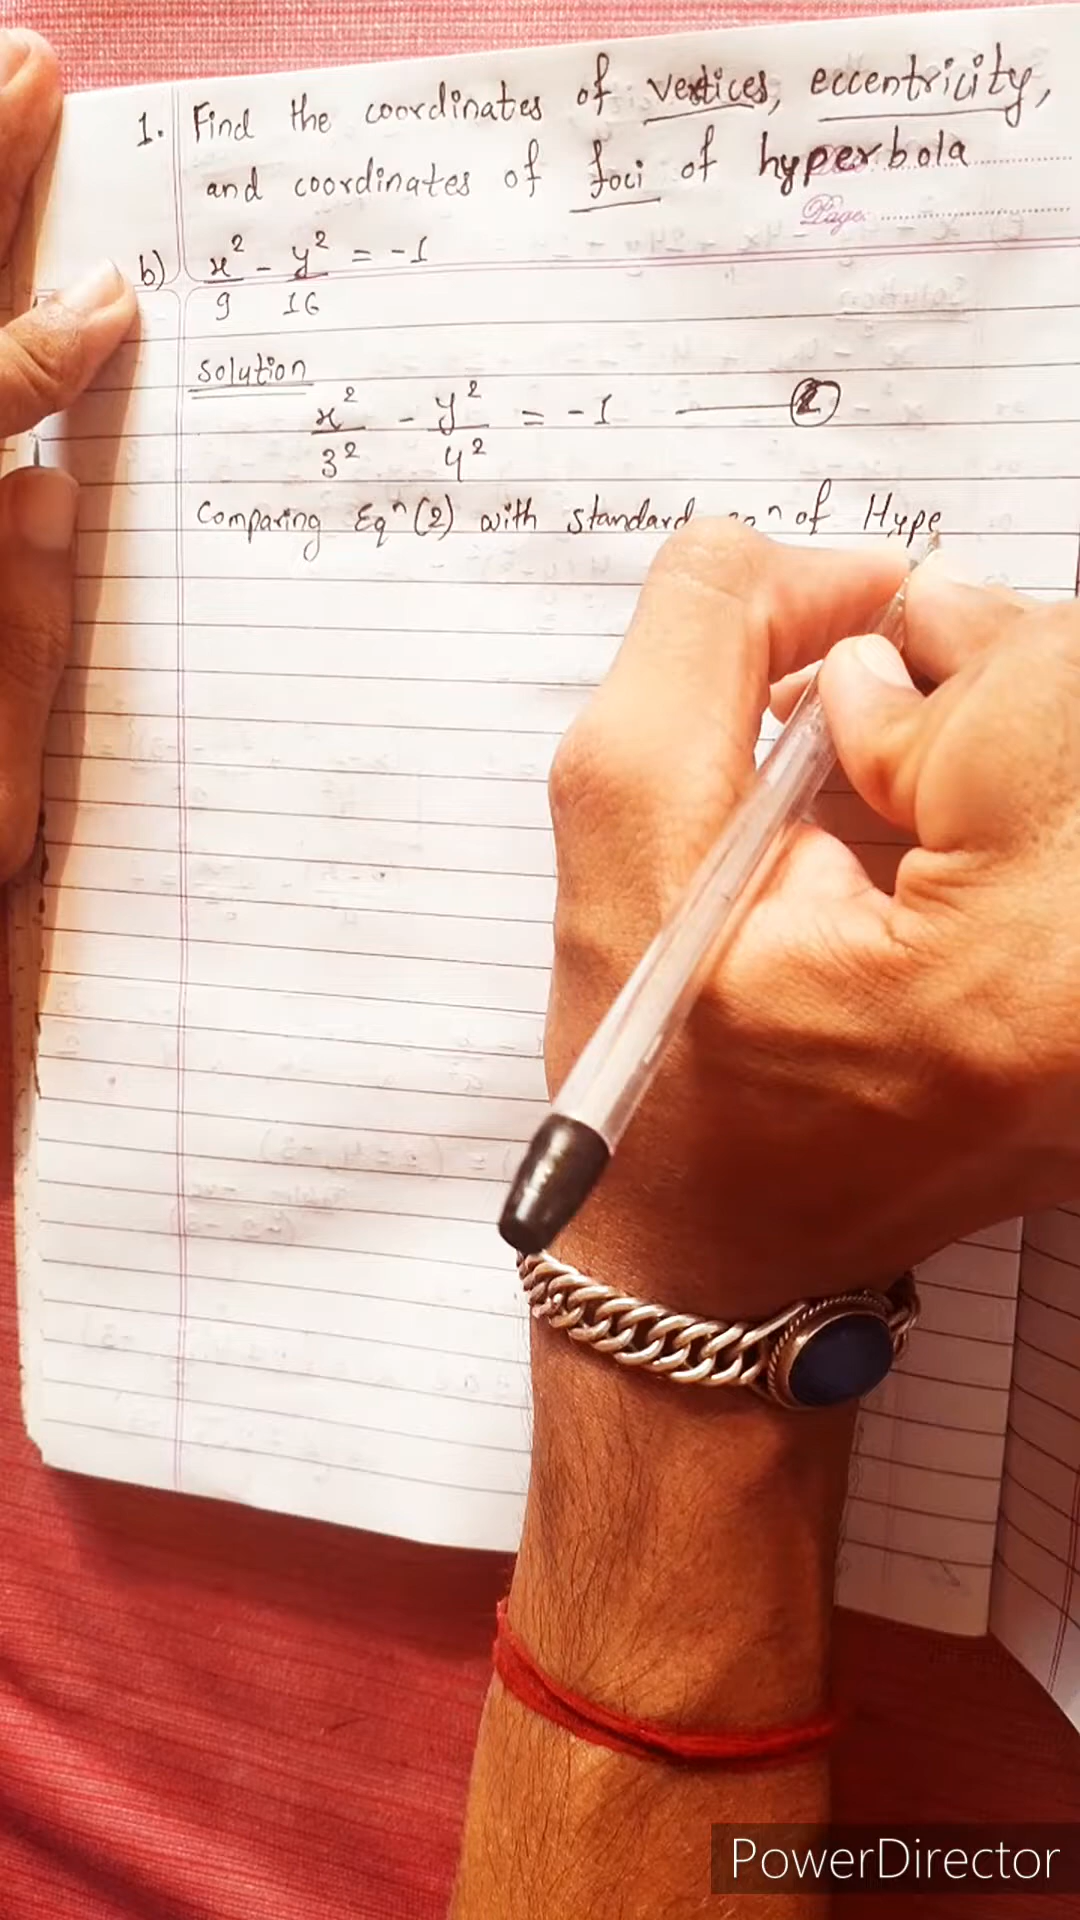 1. Find the coordinates of vertices, eccentricity,
and coordinates of foci of hyperbola
Page:
b) x²/9 - y²/16 = -1
Solution
x²/3² - y²/4² = -1 ——— 2
Comparing Eqⁿ (2) with standard of Hype
PowerDirector